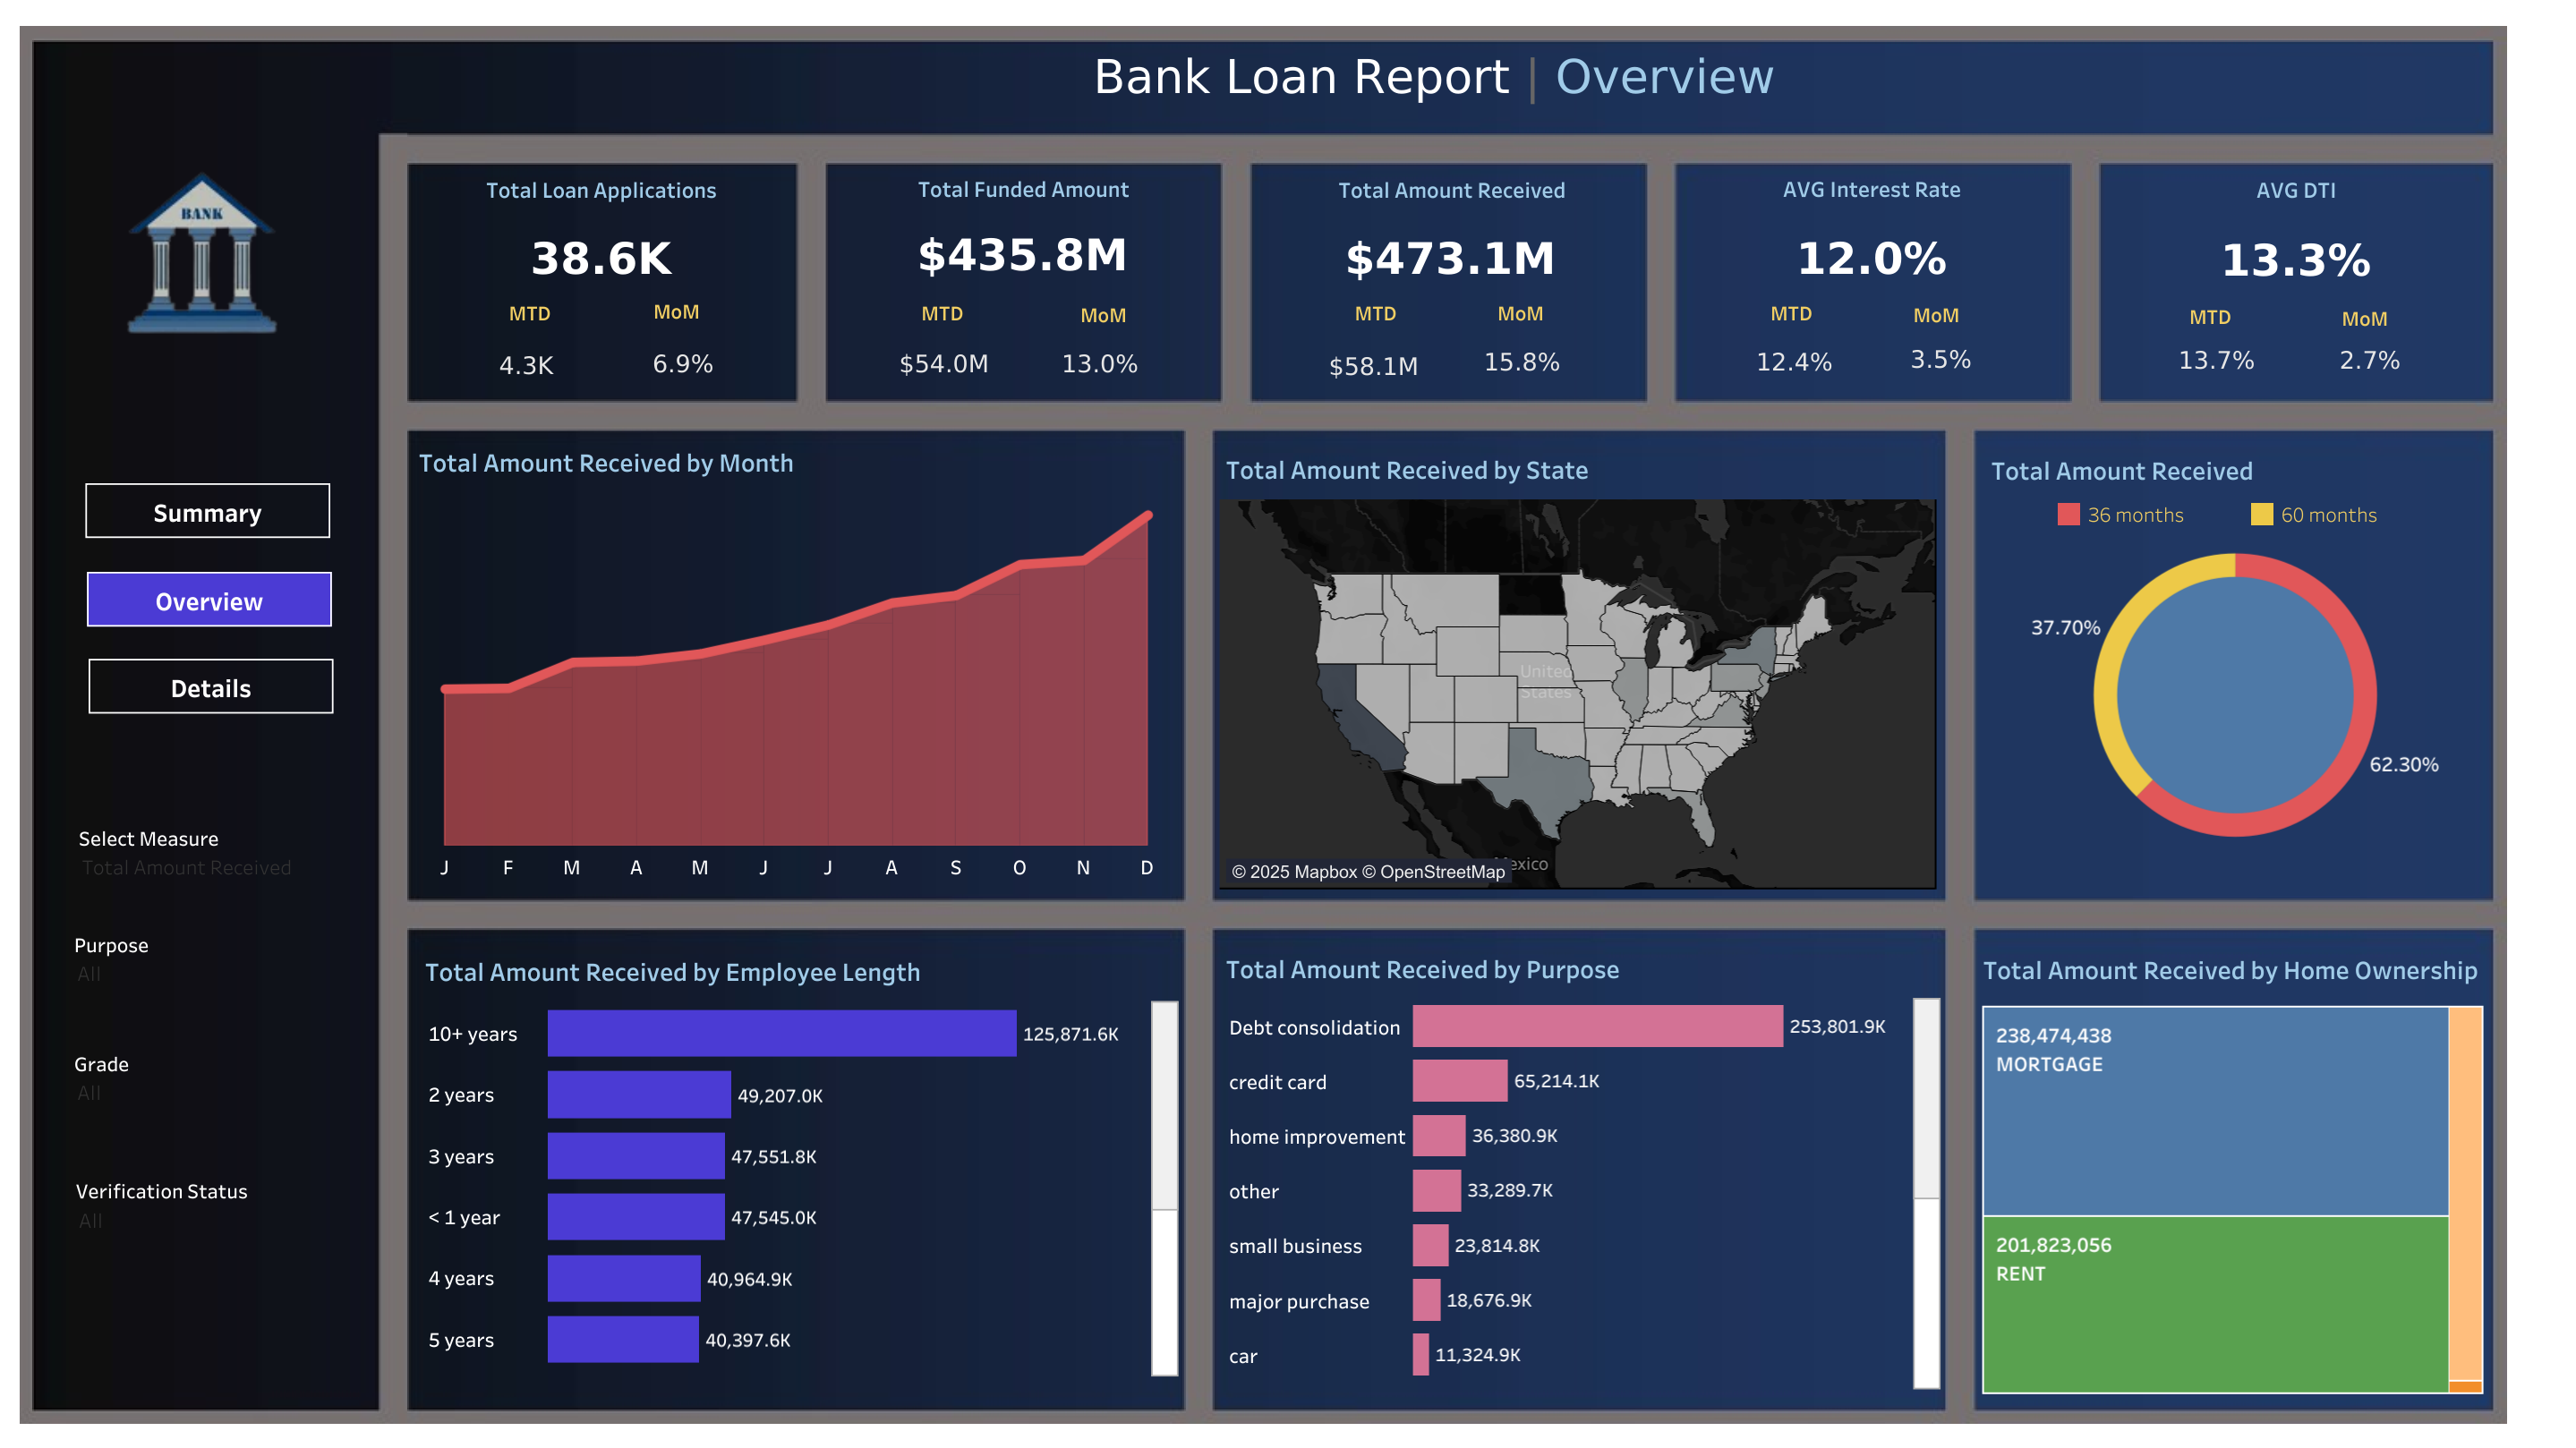 Bank Loan Report | Overview
BANK
Summary
Overview
Details
Select Measure
Total Amount Received
Purpose
All
Grade
All
Verification Status
All
Total Loan Applications
38.6K
MTD MoM
4.3K 6.9%
Total Funded Amount
$435.8M
MTD MoM
$54.0M 13.0%
Total Amount Received
$473.1M
MTD MoM
$58.1M 15.8%
AVG Interest Rate
12.0%
MTD MoM
12.4% 3.5%
AVG DTI
13.3%
MTD MoM
13.7% 2.7%
Total Amount Received by Month
J F M A M J J A S O N D
Total Amount Received by State
United
States
© 2025 Mapbox © OpenStreetMap
Total Amount Received
36 months 60 months
37.70%
62.30%
Total Amount Received by Employee Length
10+ years 125,871.6K
2 years 49,207.0K
3 years 47,551.8K
< 1 year 47,545.0K
4 years 40,964.9K
5 years 40,397.6K
Total Amount Received by Purpose
Debt consolidation 253,801.9K
credit card 65,214.1K
home improvement 36,380.9K
other 33,289.7K
small business 23,814.8K
major purchase 18,676.9K
car 11,324.9K
Total Amount Received by Home Ownership
238,474,438
MORTGAGE
201,823,056
RENT